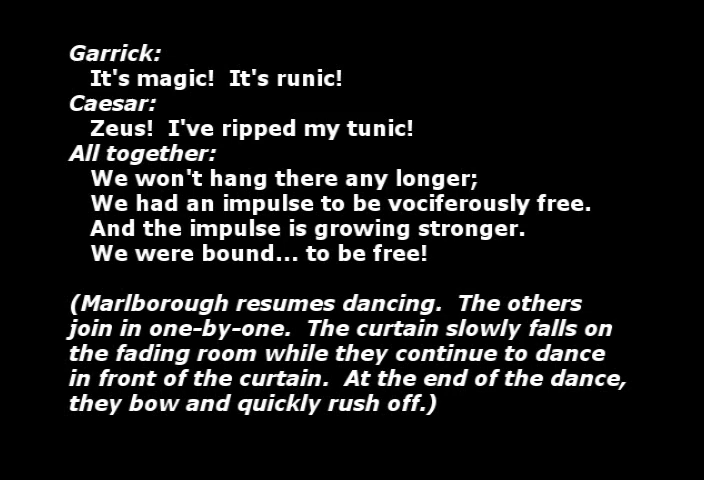 Garrick:
It's magic!  It's runic!
Caesar:
Zeus!  I've ripped my tunic!
All together:
We won't hang there any longer;
We had an impulse to be vociferously free.
And the impulse is growing stronger.
We were bound... to be free!
(Marlborough resumes dancing.  The others
join in one-by-one.  The curtain slowly falls on
the fading room while they continue to dance
in front of the curtain.  At the end of the dance,
they bow and quickly rush off.)